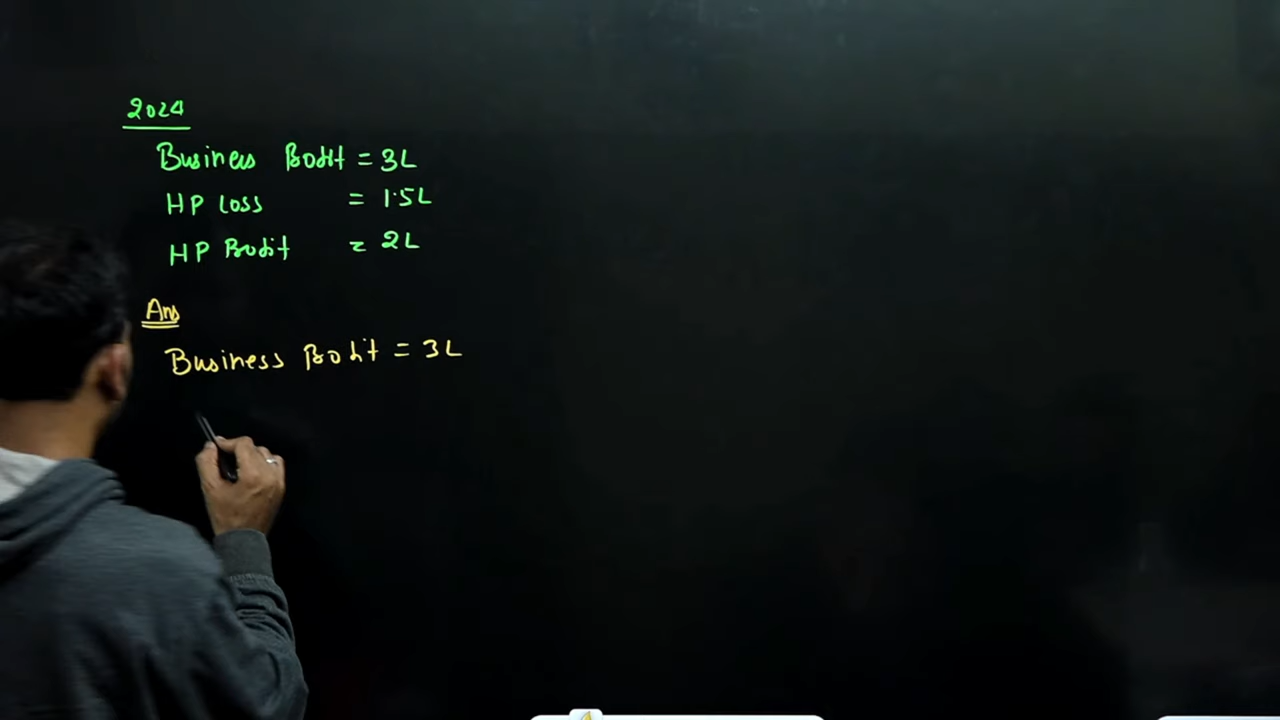 2024
Business Profit = 3L
HP Loss = 1.5L
HP Profit = 2L
Ans
Business Profit = 3L